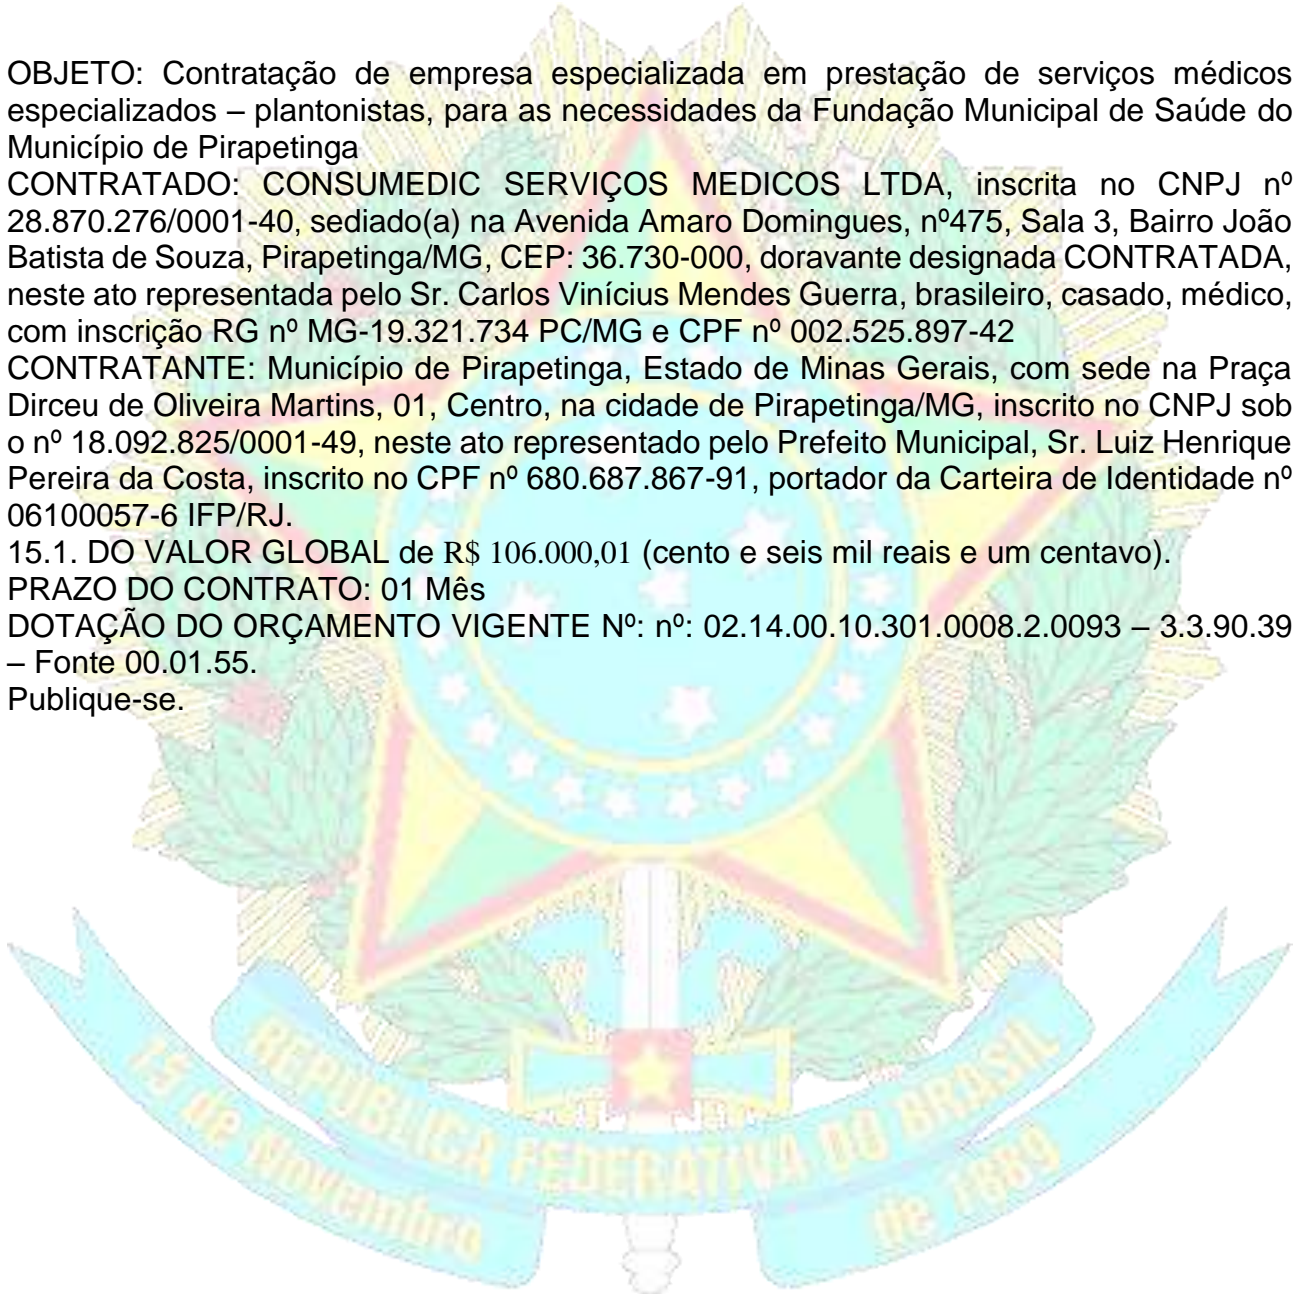 OBJETO: Contratação de empresa especializada em prestação de serviços médicos
especializados – plantonistas, para as necessidades da Fundação Municipal de Saúde do
Município de Pirapetinga
CONTRATADO: CONSUMEDIC SERVIÇOS MEDICOS LTDA, inscrita no CNPJ nº
28.870.276/0001-40, sediado(a) na Avenida Amaro Domingues, nº475, Sala 3, Bairro João
Batista de Souza, Pirapetinga/MG, CEP: 36.730-000, doravante designada CONTRATADA,
neste ato representada pelo Sr. Carlos Vinícius Mendes Guerra, brasileiro, casado, médico,
com inscrição RG nº MG-19.321.734 PC/MG e CPF nº 002.525.897-42
CONTRATANTE: Município de Pirapetinga, Estado de Minas Gerais, com sede na Praça
Dirceu de Oliveira Martins, 01, Centro, na cidade de Pirapetinga/MG, inscrito no CNPJ sob
o nº 18.092.825/0001-49, neste ato representado pelo Prefeito Municipal, Sr. Luiz Henrique
Pereira da Costa, inscrito no CPF nº 680.687.867-91, portador da Carteira de Identidade nº
06100057-6 IFP/RJ.
15.1. DO VALOR GLOBAL de R$ 106.000,01 (cento e seis mil reais e um centavo).
PRAZO DO CONTRATO: 01 Mês
DOTAÇÃO DO ORÇAMENTO VIGENTE Nº: nº: 02.14.00.10.301.0008.2.0093 – 3.3.90.39
– Fonte 00.01.55.
Publique-se.
REPÚBLICA FEDERATIVA DO BRASIL
15 de Novembro de 1889